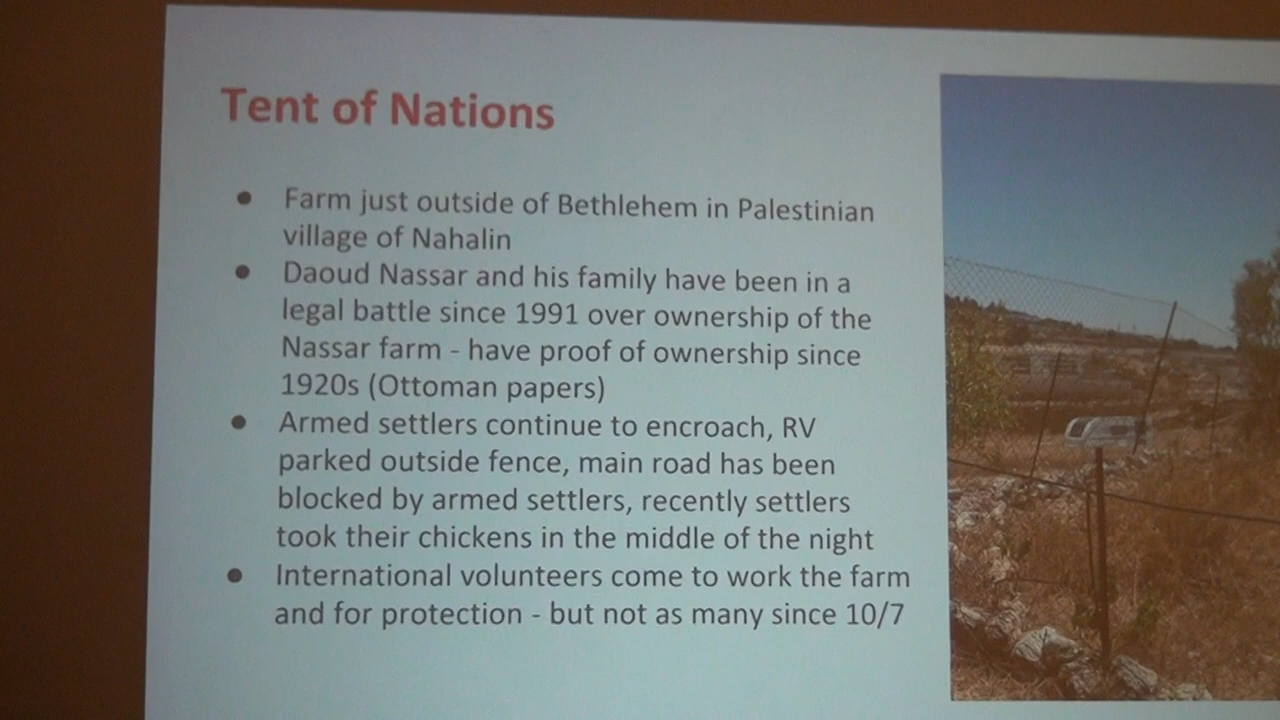 Tent of Nations
● Farm just outside of Bethlehem in Palestinian
village of Nahalin
● Daoud Nassar and his family have been in a
legal battle since 1991 over ownership of the
Nassar farm - have proof of ownership since
1920s (Ottoman papers)
● Armed settlers continue to encroach, RV
parked outside fence, main road has been
blocked by armed settlers, recently settlers
took their chickens in the middle of the night
● International volunteers come to work the farm
and for protection - but not as many since 10/7